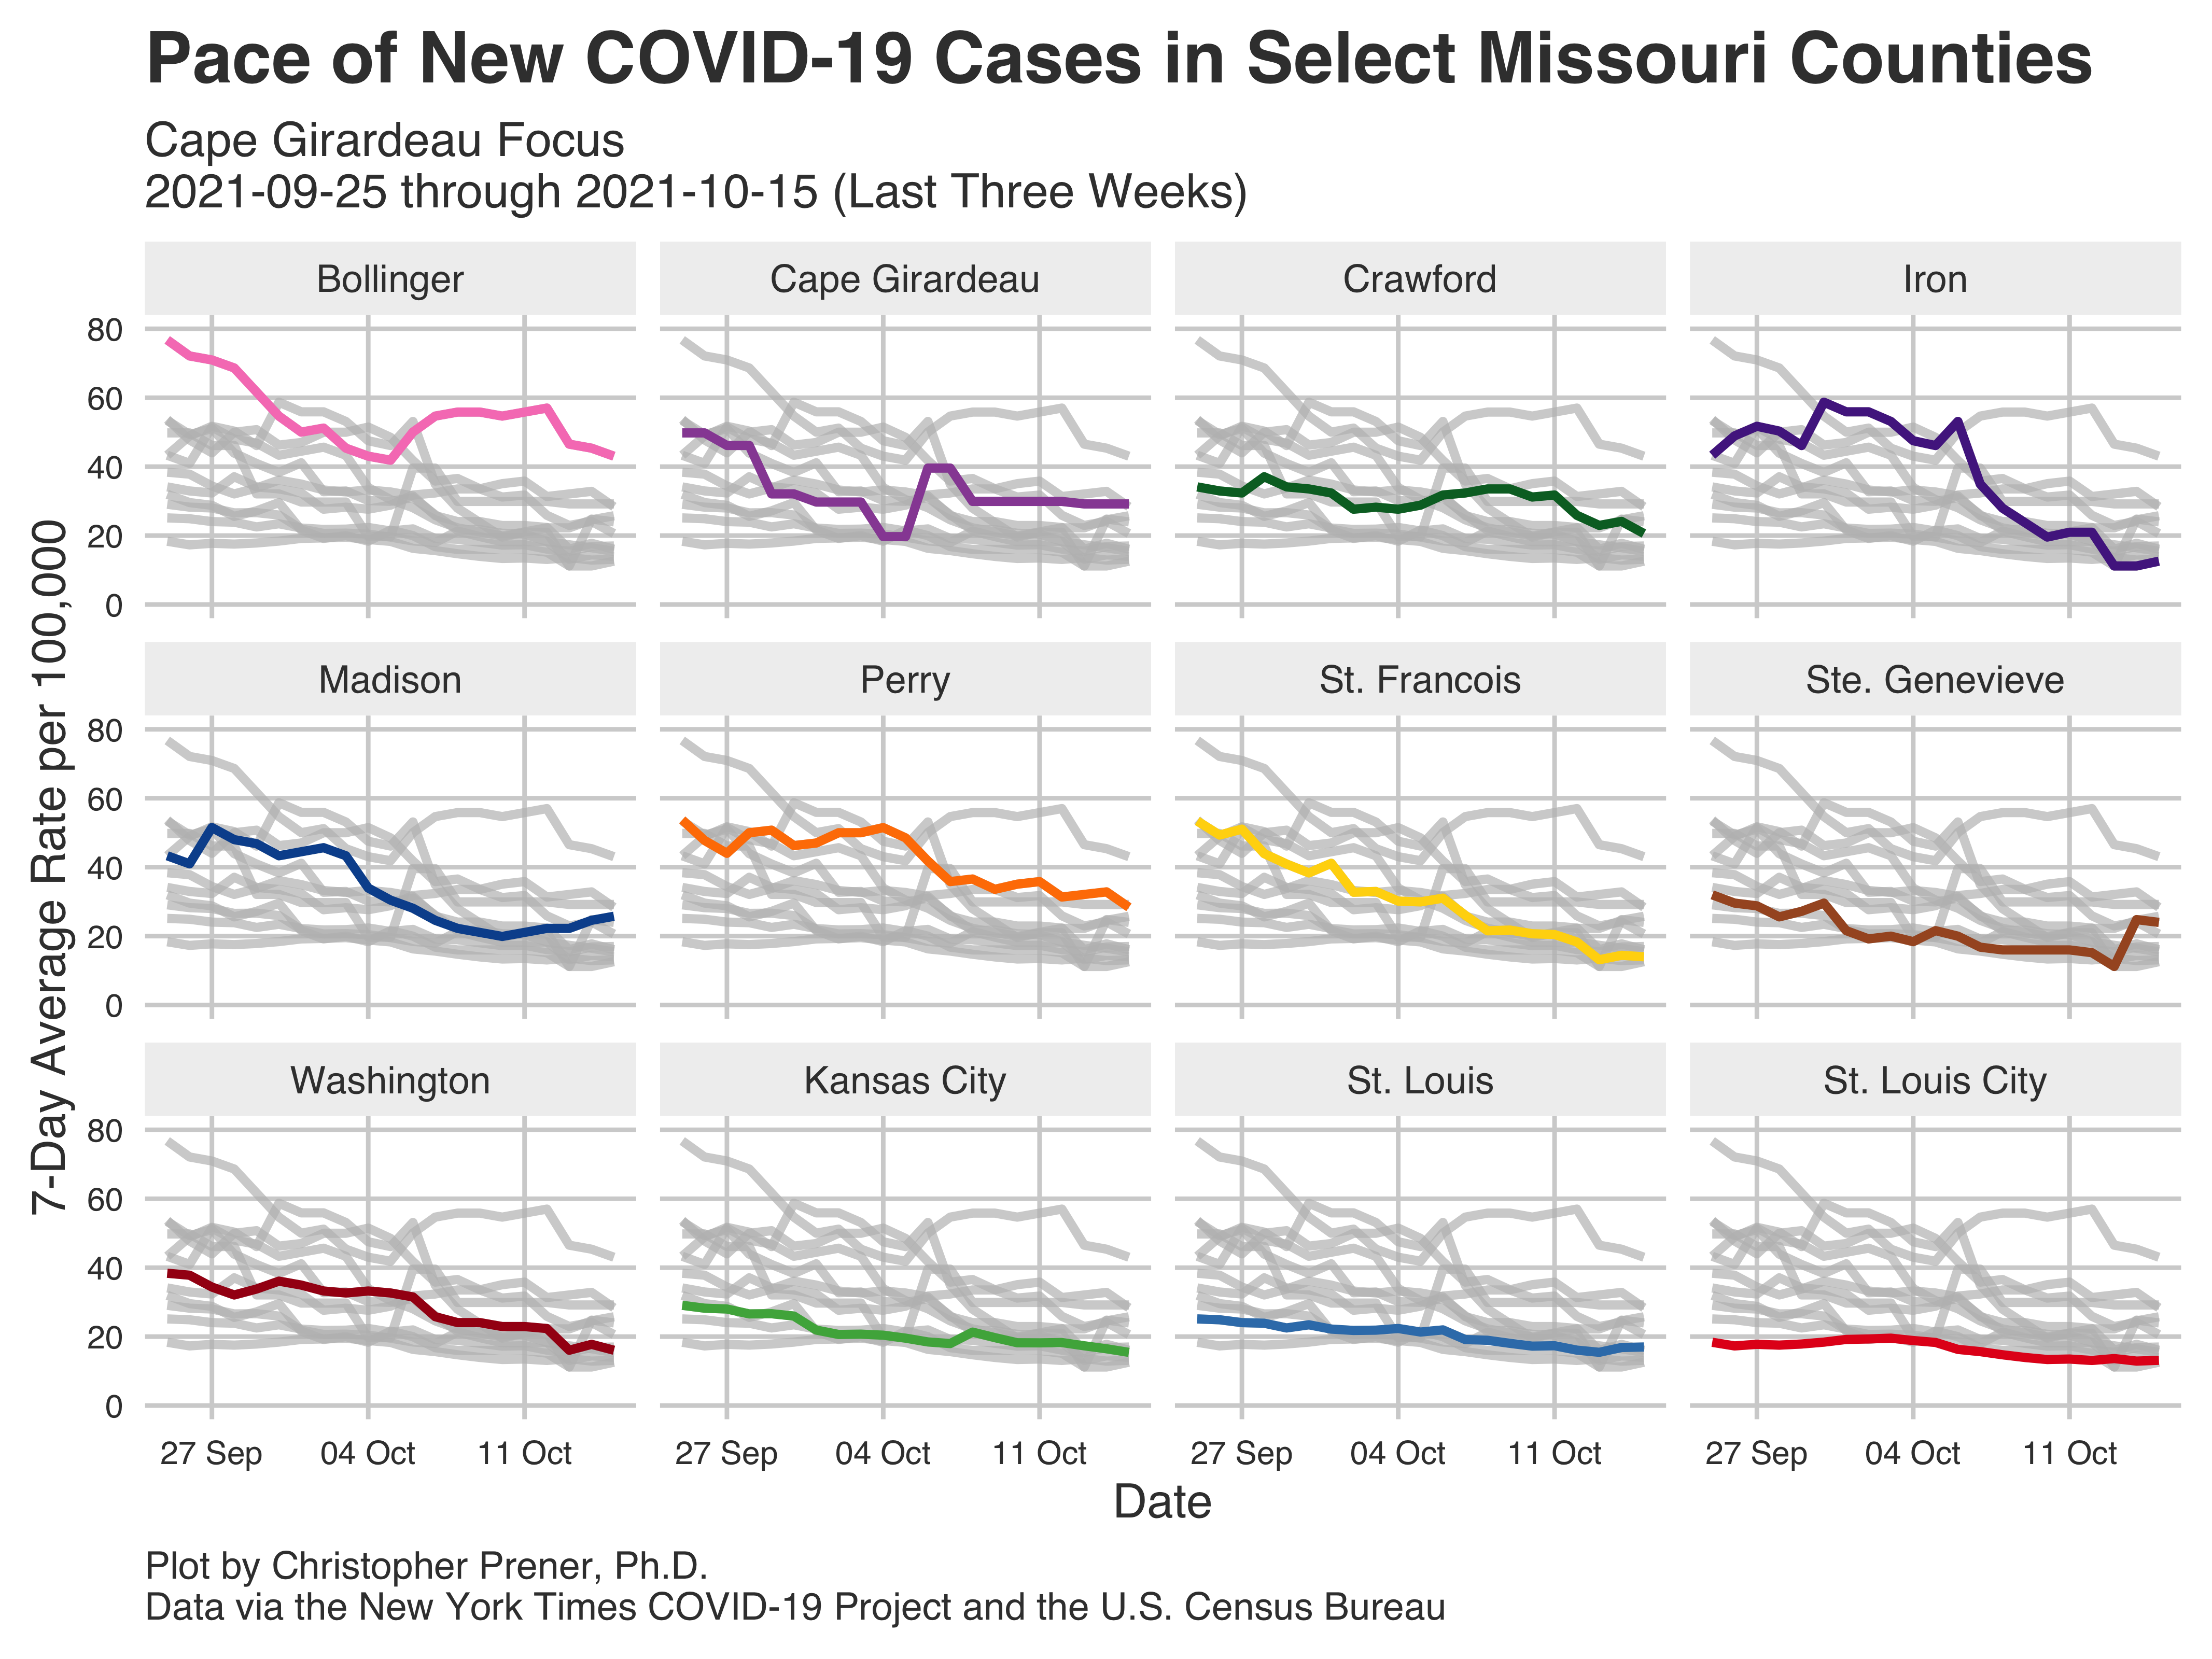 Pace of New COVID-19 Cases in Select Missouri Counties
Cape Girardeau Focus
2021-09-25 through 2021-10-15 (Last Three Weeks)
7-Day Average Rate per 100,000
Bollinger
Cape Girardeau
Crawford
Iron
80
60
40
20
0
Madison
Perry
St. Francois
Ste. Genevieve
80
60
40
20
0
Washington
Kansas City
St. Louis
St. Louis City
80
60
40
20
0
27 Sep 04 Oct 11 Oct
27 Sep 04 Oct 11 Oct
27 Sep 04 Oct 11 Oct
27 Sep 04 Oct 11 Oct
Date
Plot by Christopher Prener, Ph.D.
Data via the New York Times COVID-19 Project and the U.S. Census Bureau